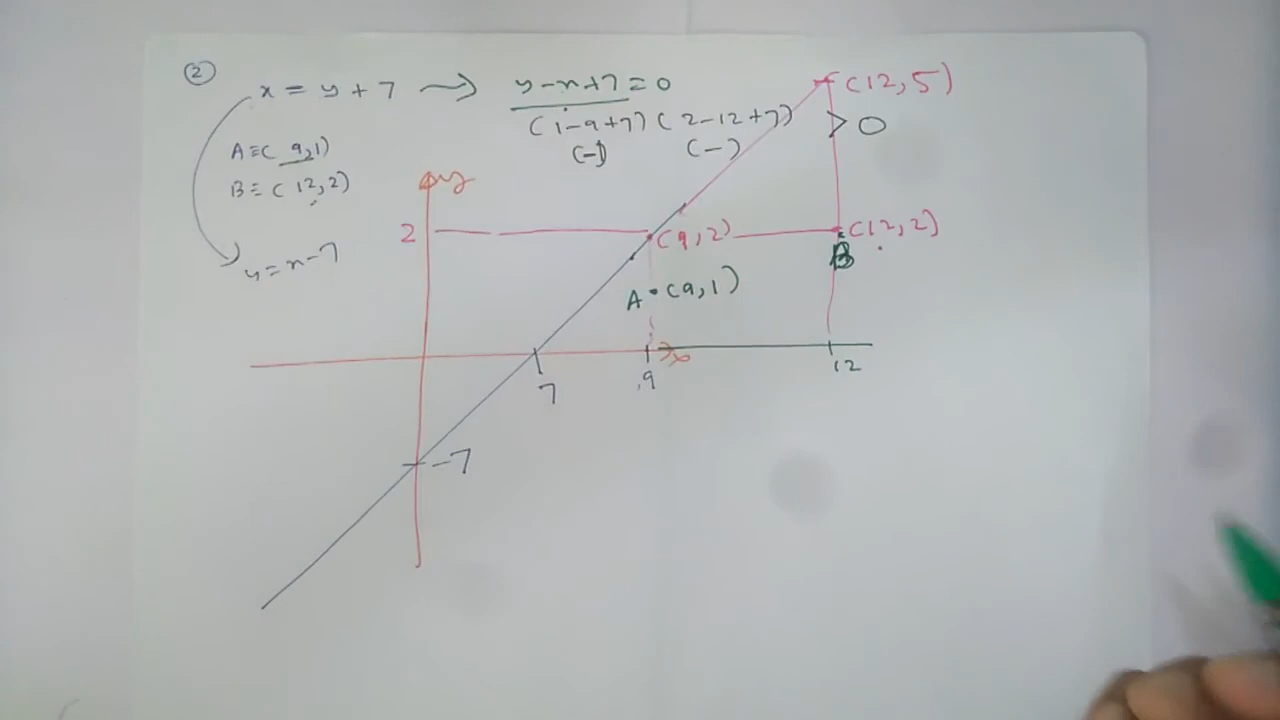 ②
x = y + 7 → y-x+7=0
(1-9+7)(2-12+7) > 0
(-) (-)
A ≡ ( 9,1)
B ≡ ( 12,2)
y = x-7
y
(12,5)
2
(9,2)
(12,2)
B
A (9,1)
x
7
9
12
-7